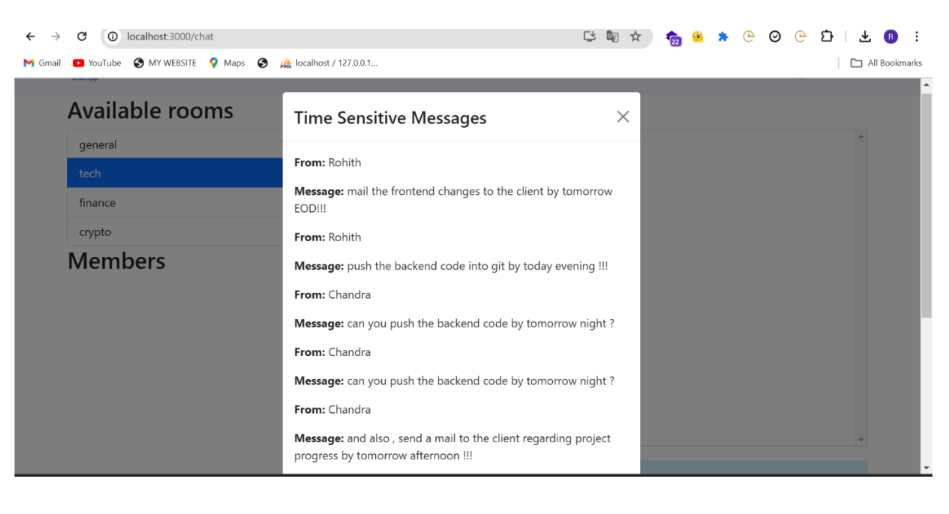 localhost:3000/chat
22
R
Gmail
YouTube
MY WEBSITE
Maps
localhost / 127.0.0.1...
All Bookmarks
Available rooms
general
tech
finance
crypto
Members
Time Sensitive Messages
From: Rohith
Message: mail the frontend changes to the client by tomorrow
EOD!!!
From: Rohith
Message: push the backend code into git by today evening !!!
From: Chandra
Message: can you push the backend code by tomorrow night ?
From: Chandra
Message: can you push the backend code by tomorrow night ?
From: Chandra
Message: and also , send a mail to the client regarding project
progress by tomorrow afternoon !!!